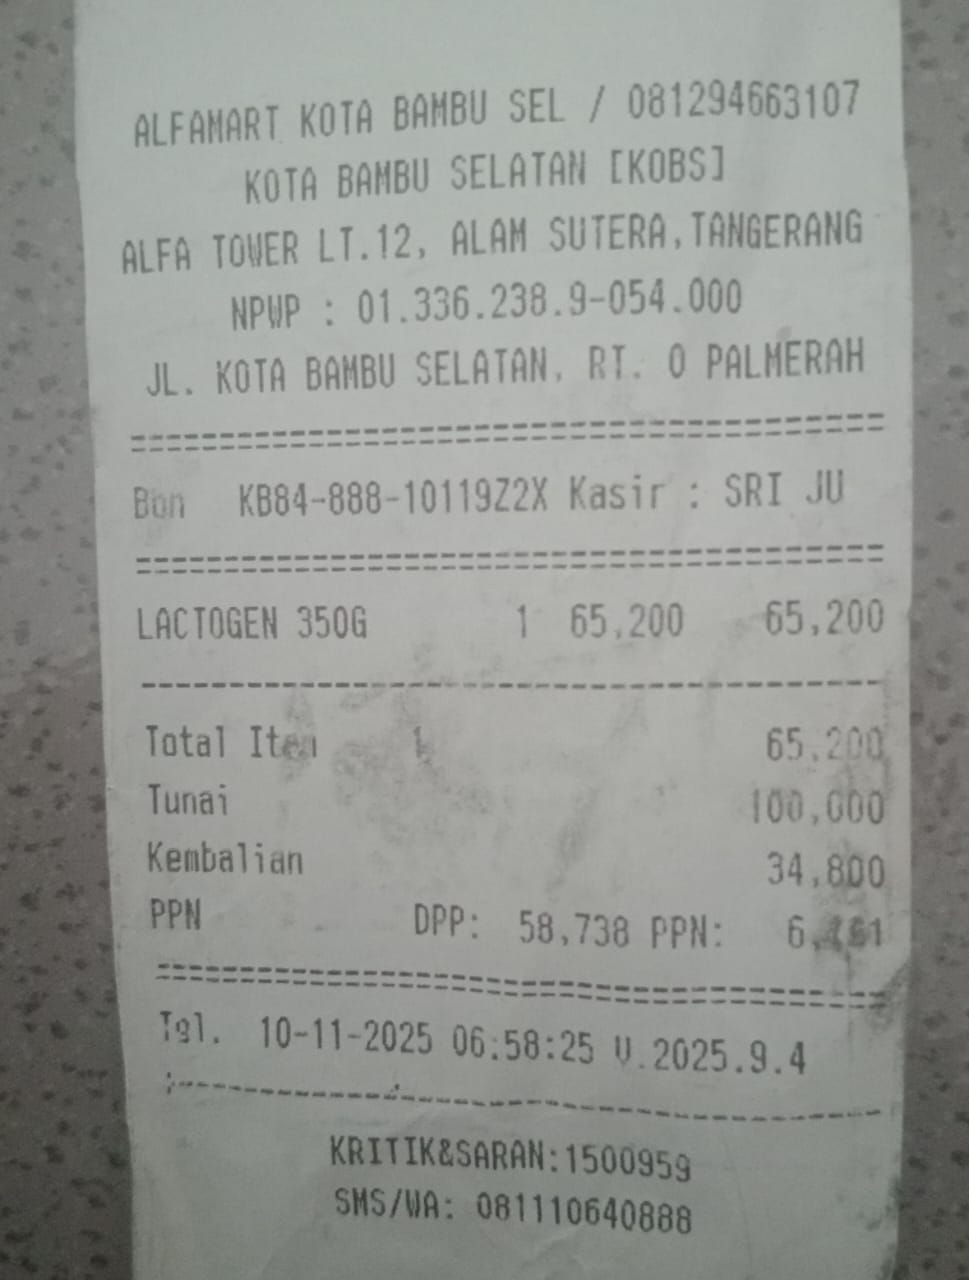 ALFAMART KOTA BAMBU SEL / 081294663107
KOTA BAMBU SELATAN [KOBS]
ALFA TOWER LT.12, ALAM SUTERA,TANGERANG
NPWP : 01.336.238.9-054.000
JL. KOTA BAMBU SELATAN, RT. 0 PALMERAH
Bon KB84-888-10119Z2X Kasir : SRI JU
LACTOGEN 350G 1 65,200 65,200
Total Item 1 65,200
Tunai 100,000
Kembalian 34,800
PPN DPP: 58,738 PPN:
Tgl. 10-11-2025 06:58:25 V.2025.9.4
KRITIK&SARAN:1500959
SMS/WA: 081110640888